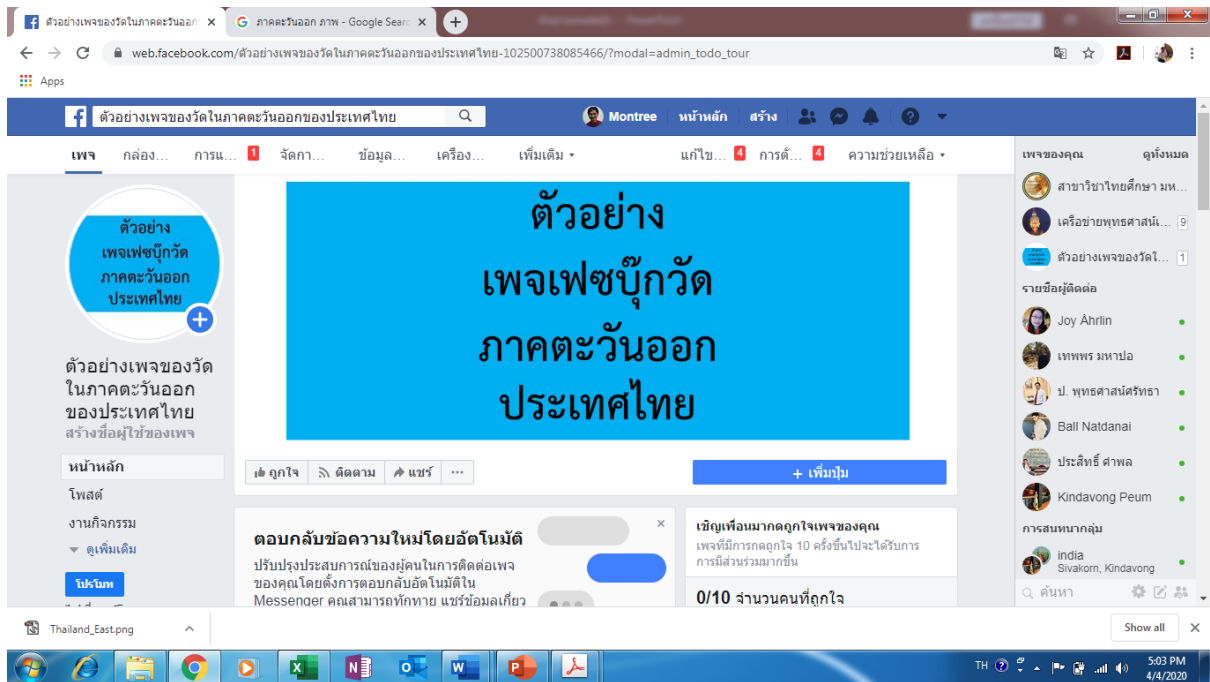 ตัวอย่างเพจของวัดในภาคตะวันออก
ภาคตะวันออก ภาพ - Google Searc
web.facebook.com/ตัวอย่างเพจของวัดในภาคตะวันออกของประเทศไทย-102500738085466/?modal=admin_todo_tour
Apps
ตัวอย่างเพจของวัดในภาคตะวันออกของประเทศไทย
Montree หน้าหลัก สร้าง
เพจ กล่อง... การแ... 1 จัดกา... ข้อมูล... เครื่อง... เพิ่มเติม แก้ไข... 4 การตั้... 4 ความช่วยเหลือ
ตัวอย่าง
เพจเฟซบุ๊กวัด
ภาคตะวันออก
ประเทศไทย
ตัวอย่างเพจของวัด
ในภาคตะวันออก
ของประเทศไทย
สร้างชื่อผู้ใช้ของเพจ
หน้าหลัก
โพสต์
งานกิจกรรม
ดูเพิ่มเติม
โปรโมท
ตัวอย่าง
เพจเฟซบุ๊กวัด
ภาคตะวันออก
ประเทศไทย
ถูกใจ ติดตาม แชร์ ...
+ เพิ่มปุ่ม
ตอบกลับข้อความใหม่โดยอัตโนมัติ
ปรับปรุงประสบการณ์ของผู้คนในการติดต่อเพจ
ของคุณโดยตั้งการตอบกลับอัตโนมัติใน
Messenger คุณสามารถทักทาย แชร์ข้อมูลเกี่ยว
เชิญเพื่อนมากดถูกใจเพจของคุณ
เพจที่มีการกดถูกใจ 10 ครั้งขึ้นไปจะได้รับการ
การมีส่วนร่วมมากขึ้น
0/10 จำนวนคนที่ถูกใจ
เพจของคุณ ดูทั้งหมด
สาขาวิชาไทยศึกษา มห...
เครือข่ายพุทธศาสน์เ... 9
ตัวอย่างเพจของวัดใ... 1
รายชื่อผู้ติดต่อ
Joy Åhrlin
เทพพร มหาปอ
ป. พุทธศาสน์ศรัทธา
Ball Natdanai
ประสิทธิ์ ศาพล
Kindavong Peum
การสนทนากลุ่ม
india
Sivakorn, Kindavong
ค้นหา
Thailand_East.png
Show all
TH
5:03 PM
4/4/2020